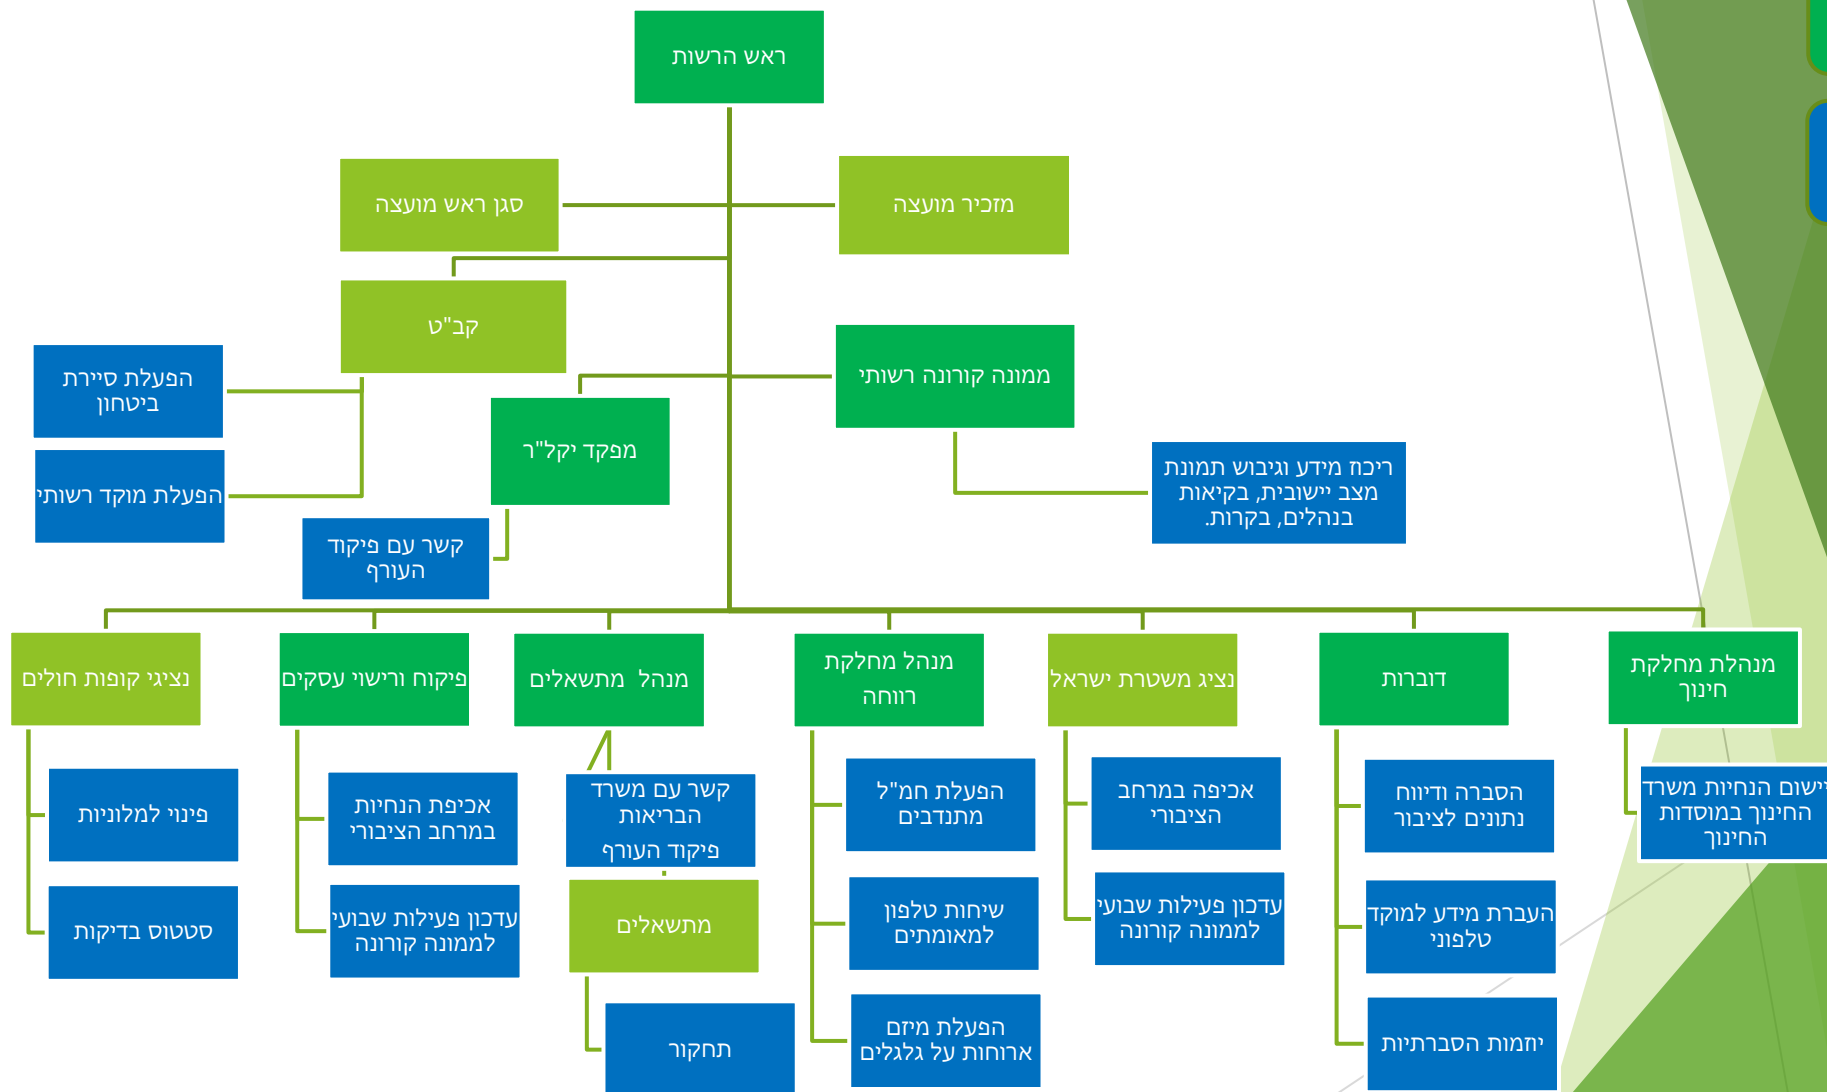 ראש הרשות
מזכיר מועצה
סגן ראש מועצה
קב"ט
ממונה קורונה רשותי
הפעלת סיירת
ביטחון
מפקד יקל"ר
ריכוז מידע וגיבוש תמונת
מצב יישובית, בקיאות
בנהלים, בקרות.
הפעלת מוקד רשותי
קשר עם פיקוד
העורף
מנהלת מחלקת
חינוך
יישום הנחיות משרד
החינוך במוסדות
החינוך
דוברות
הסברה ודיווח
נתונים לציבור
העברת מידע למוקד
טלפוני
יוזמות הסברתיות
נציג משטרת ישראל
אכיפה במרחב
הציבורי
עדכון פעילות שבועי
לממונה קורונה
מנהל מחלקת
רווחה
הפעלת חמ"ל
מתנדבים
שיחות טלפון
למאומתים
הפעלת מיזם
ארוחות על גלגלים
מנהל מתשאלים
קשר עם משרד
הבריאות
פיקוד העורף
מתשאלים
תחקור
פיקוח ורישוי עסקים
אכיפת הנחיות
במרחב הציבורי
עדכון פעילות שבועי
לממונה קורונה
נציגי קופות חולים
פינוי למלוניות
סטטוס בדיקות